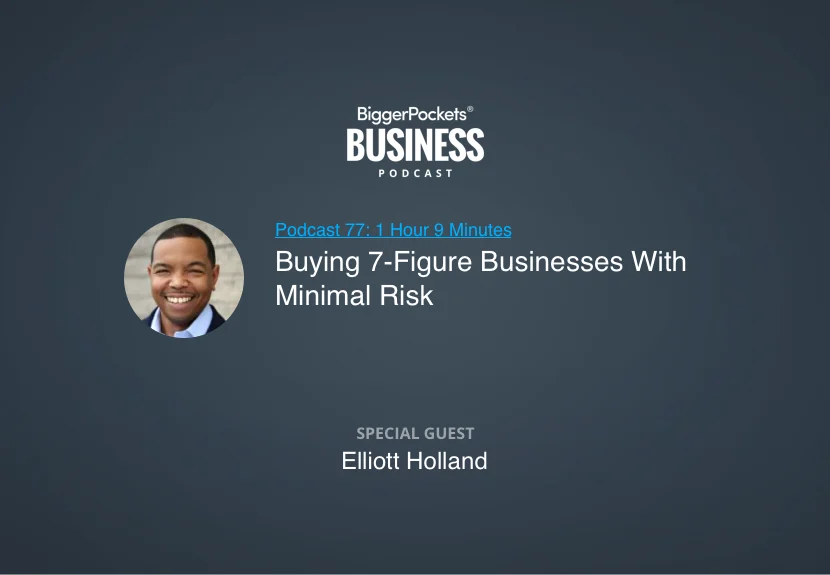 BiggerPockets®
BUSINESS
PODCAST
Podcast 77: 1 Hour 9 Minutes
Buying 7-Figure Businesses With
Minimal Risk
SPECIAL GUEST
Elliott Holland